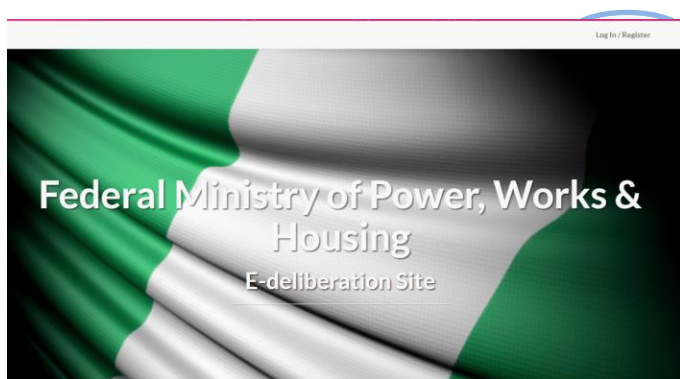 Log In / Register
Federal Ministry of Power, Works &
Housing
E-deliberation Site